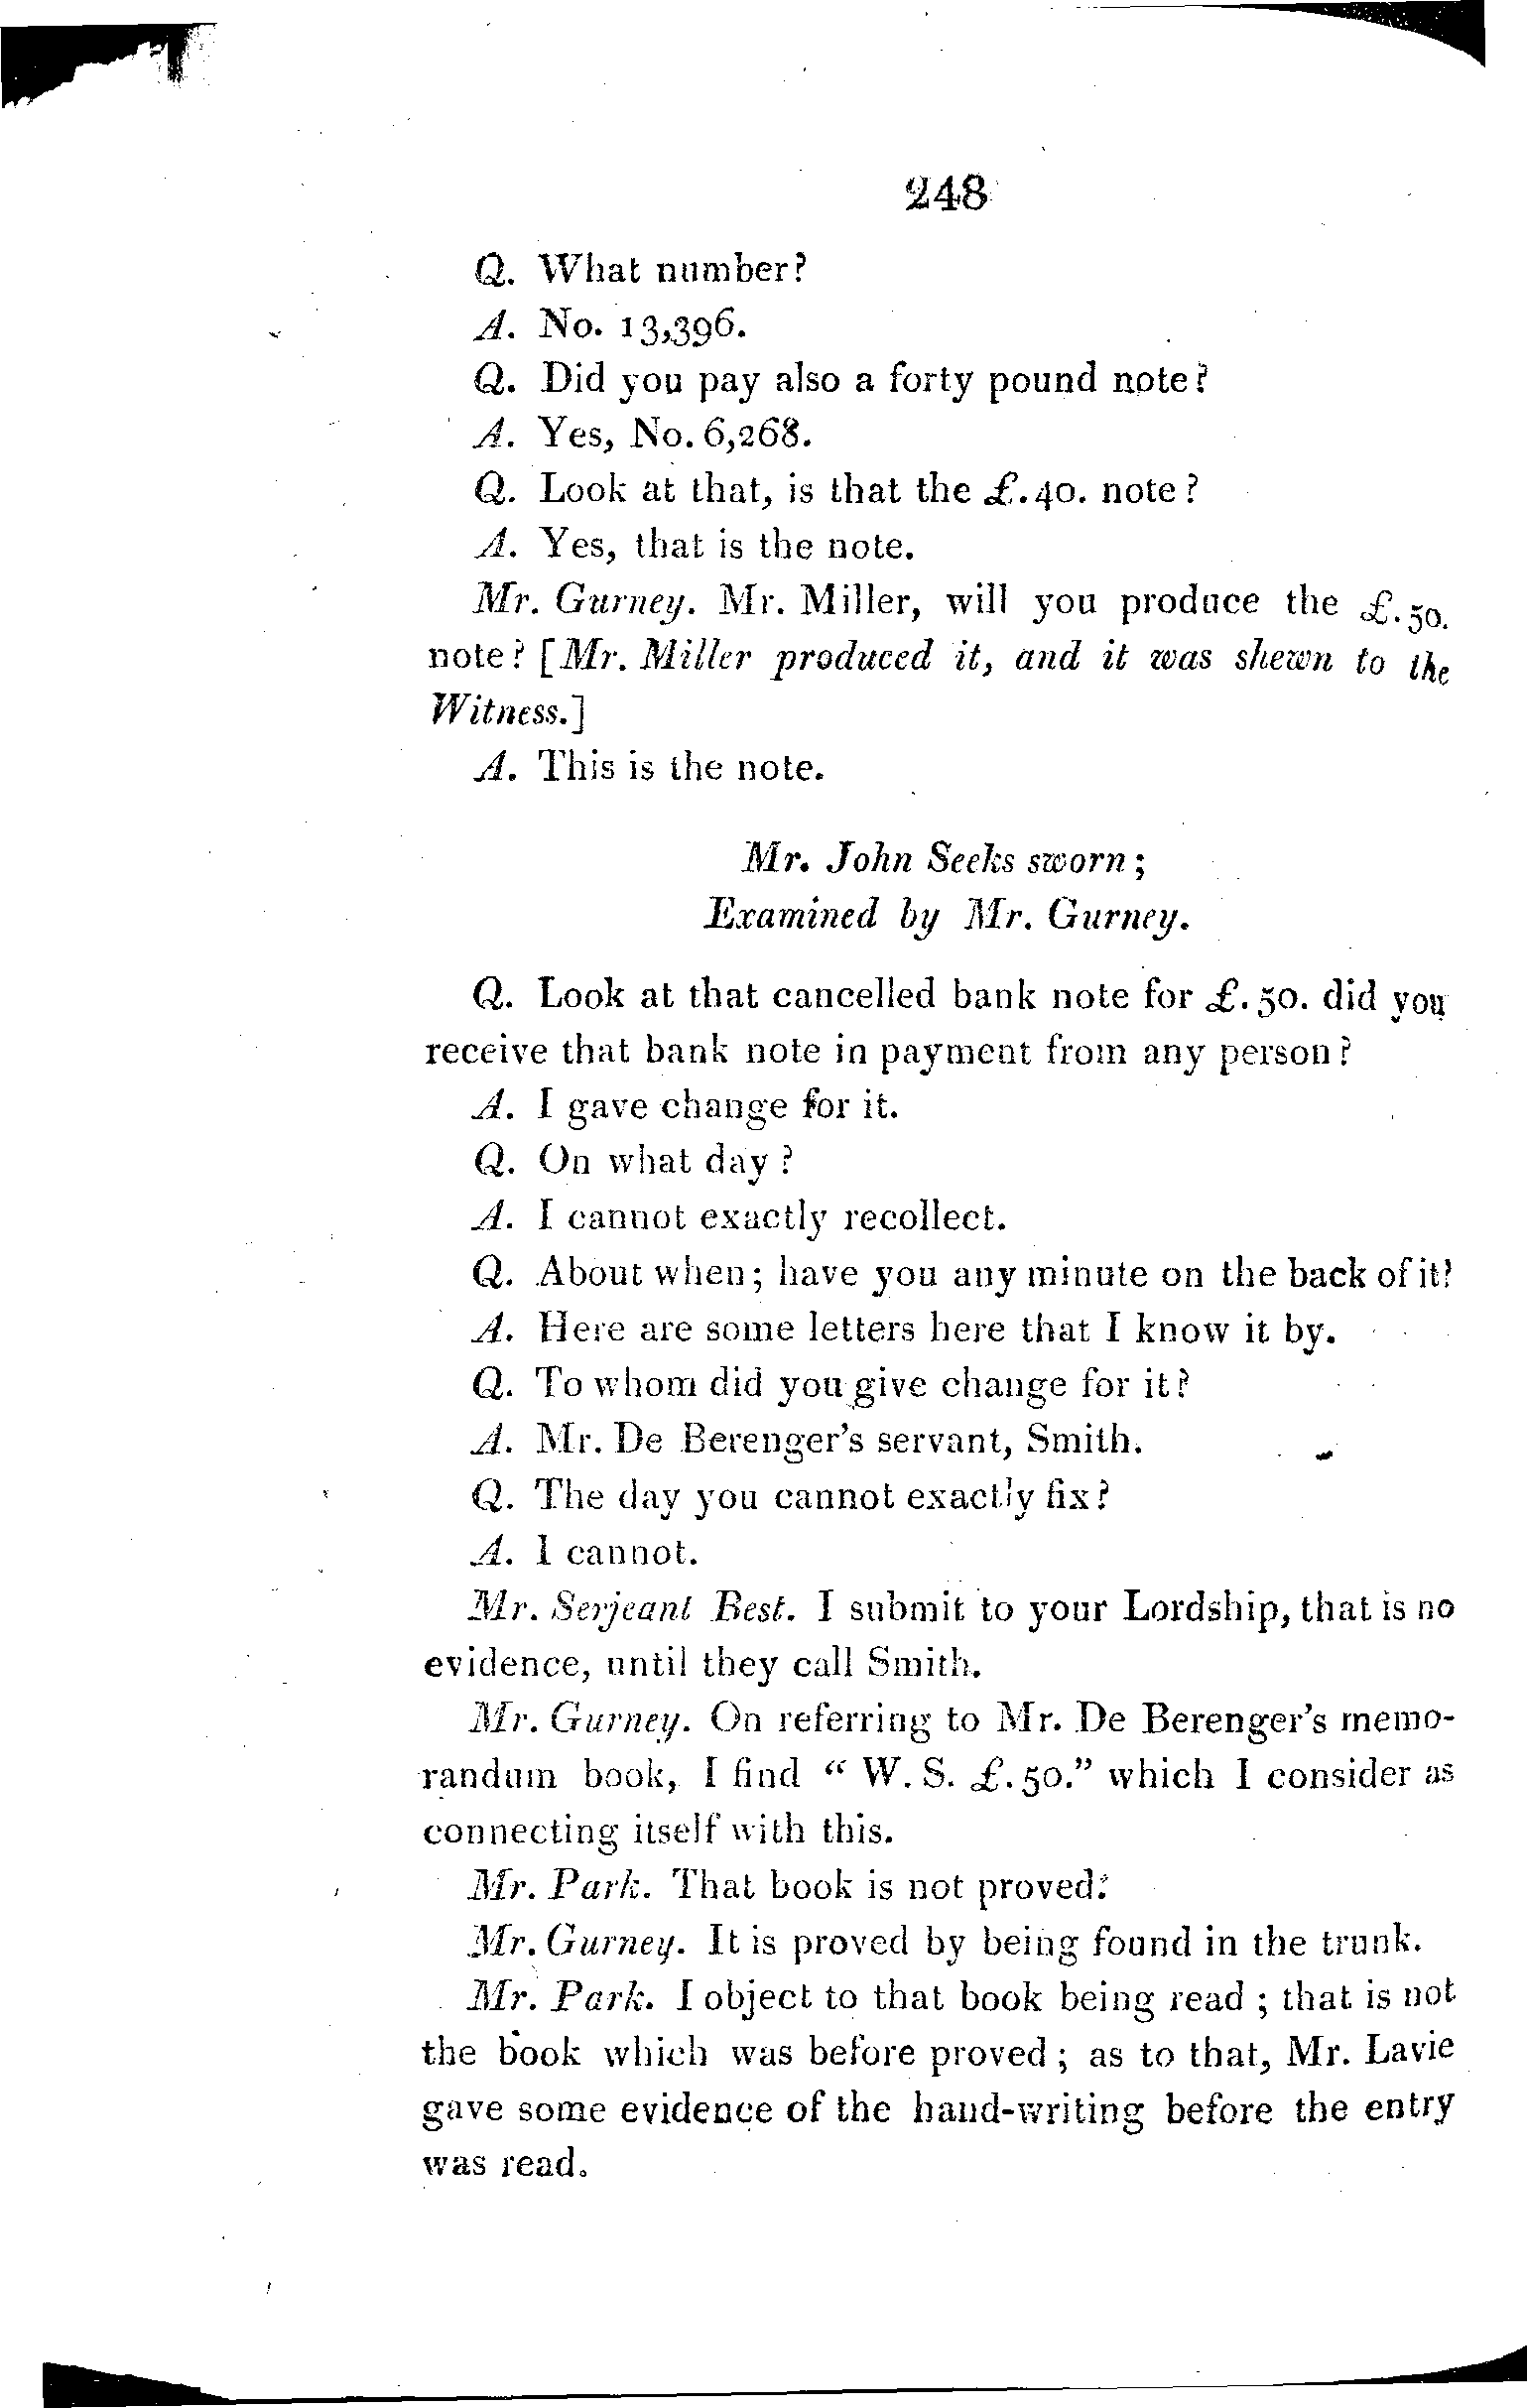 248
Q. What number?
A. No. 13,396.
Q. Did you pay also a forty pound note?
A. Yes, No. 6,268.
Q. Look at that, is that the £.40. note?
A. Yes, that is the note.
Mr. Gurney. Mr. Miller, will you produce the £.50.
note? [Mr. Miller produced it, and it was shewn to the
Witness.]
A. This is the note.
Mr. John Seeks sworn;
Examined by Mr. Gurney.
Q. Look at that cancelled bank note for £.50. did you
receive that bank note in payment from any person?
A. I gave change for it.
Q. On what day?
A. I cannot exactly recollect.
Q. About when; have you any minute on the back of it?
A. Here are some letters here that I know it by.
Q. To whom did you give change for it?
A. Mr. De Berenger's servant, Smith.
Q. The day you cannot exactly fix?
A. I cannot.
Mr. Serjeant Best. I submit to your Lordship, that is no
evidence, until they call Smith.
Mr. Gurney. On referring to Mr. De Berenger's memo-
randum book, I find “ W. S. £.50.” which I consider as
connecting itself with this.
Mr. Park. That book is not proved.
Mr. Gurney. It is proved by being found in the trunk.
Mr. Park. I object to that book being read; that is not
the book which was before proved; as to that, Mr. Lavie
gave some evidence of the hand-writing before the entry
was read.